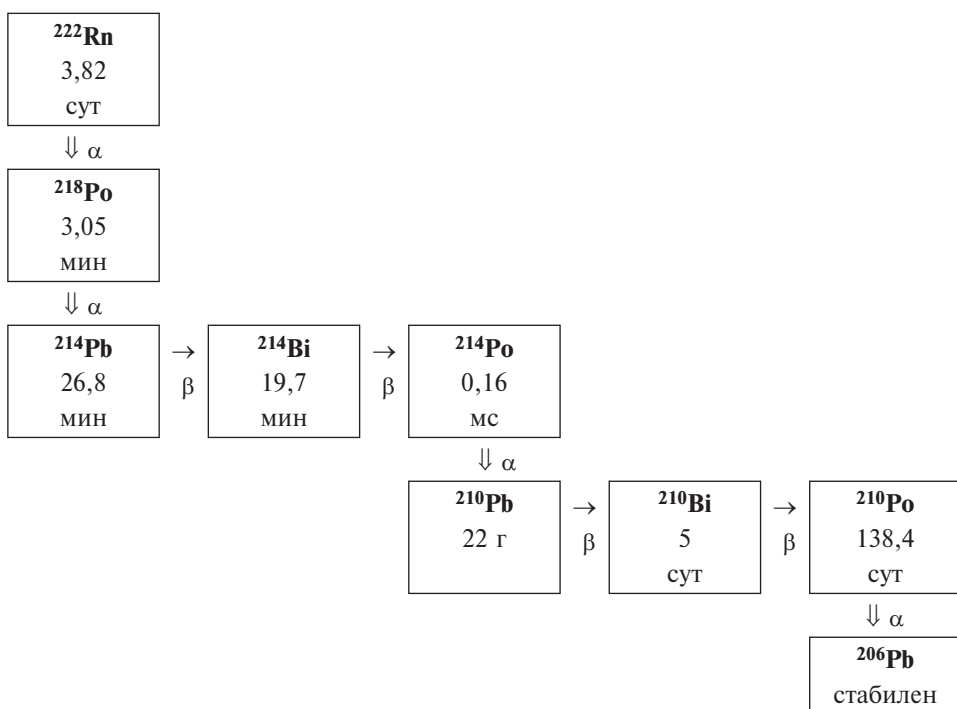 ²²²Rn
3,82
сут
⇓ α
²¹⁸Po
3,05
мин
⇓ α
²¹⁴Pb → ²¹⁴Bi → ²¹⁴Po
26,8 β 19,7 β 0,16
мин мин мс
⇓ α
²¹⁰Pb → ²¹⁰Bi → ²¹⁰Po
22 г β 5 β 138,4
сут сут
⇓ α
²⁰⁶Pb
стабилен